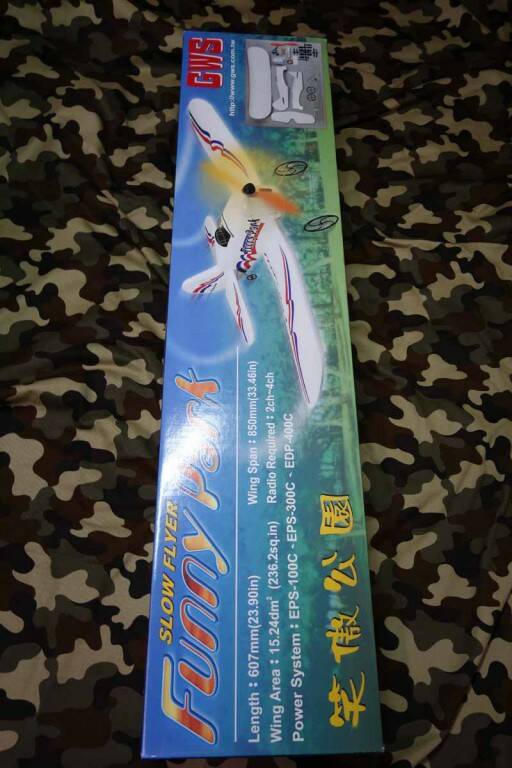 GWS
http://www.gws.com.tw
SLOW FLYER
Funny Park
Length : 607mm(23.90in)
Wing Span : 850mm(33.46in)
Wing Area : 15.24dm² (236.2sq.in)
Radio Required : 2ch~4ch
Power System : EPS-100C、EPS-300C、EDP-400C
笑傲公園